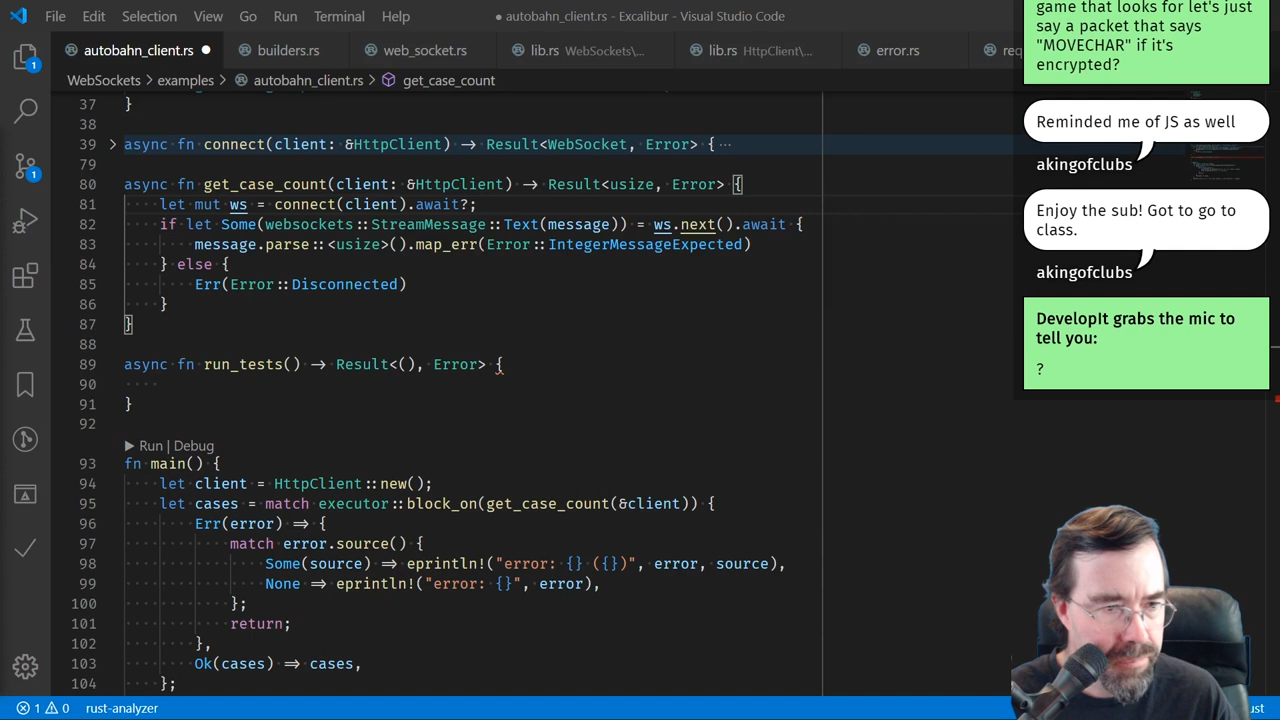 File Edit Selection View Go Run Terminal Help
● autobahn_client.rs - Excalibur - Visual Studio Code
autobahn_client.rs ● builders.rs web_socket.rs lib.rs WebSockets\... lib.rs HttpClient\... error.rs
WebSockets > examples > autobahn_client.rs > get_case_count
37 }
38
39 async fn connect(client: &HttpClient) -> Result<WebSocket, Error> { ...
79
80 async fn get_case_count(client: &HttpClient) -> Result<usize, Error> {
81 ····let mut ws = connect(client).await?;
82 ····if let Some(websockets::StreamMessage::Text(message)) = ws.next().await {
83 ········message.parse::<usize>().map_err(Error::IntegerMessageExpected)
84 ····} else {
85 ········Err(Error::Disconnected)
86 ····}
87 }
88
89 async fn run_tests() -> Result<(), Error> {
90 ····
91 }
92
▶ Run | Debug
93 fn main() {
94 ····let client = HttpClient::new();
95 ····let cases = match executor::block_on(get_case_count(&client)) {
96 ········Err(error) => {
97 ············match error.source() {
98 ················Some(source) => eprintln!("error: {} ({})", error, source),
99 ················None => eprintln!("error: {}", error),
100 ············};
101 ············return;
102 ········},
103 ········Ok(cases) => cases,
104 ····};
1
1
1 0 rust-analyzer
game that looks for let's just
say a packet that says
"MOVECHAR" if it's
encrypted?
Reminded me of JS as well
akingofclubs
Enjoy the sub! Got to go to
class.
akingofclubs
DevelopIt grabs the mic to
tell you:
?